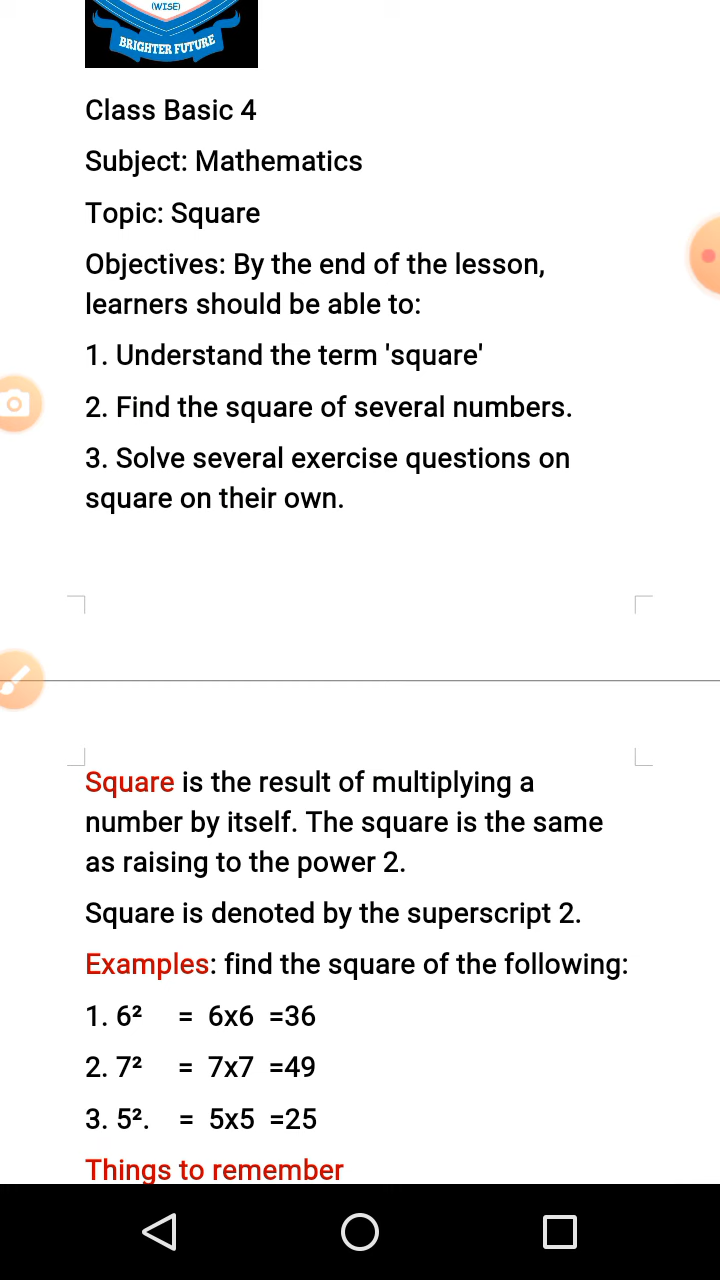 (WISE)
BRIGHTER FUTURE
Class Basic 4
Subject: Mathematics
Topic: Square
Objectives: By the end of the lesson,
learners should be able to:
1. Understand the term 'square'
2. Find the square of several numbers.
3. Solve several exercise questions on
square on their own.
Square is the result of multiplying a
number by itself. The square is the same
as raising to the power 2.
Square is denoted by the superscript 2.
Examples: find the square of the following:
1. 6² = 6x6 =36
2. 7² = 7x7 =49
3. 5². = 5x5 =25
Things to remember